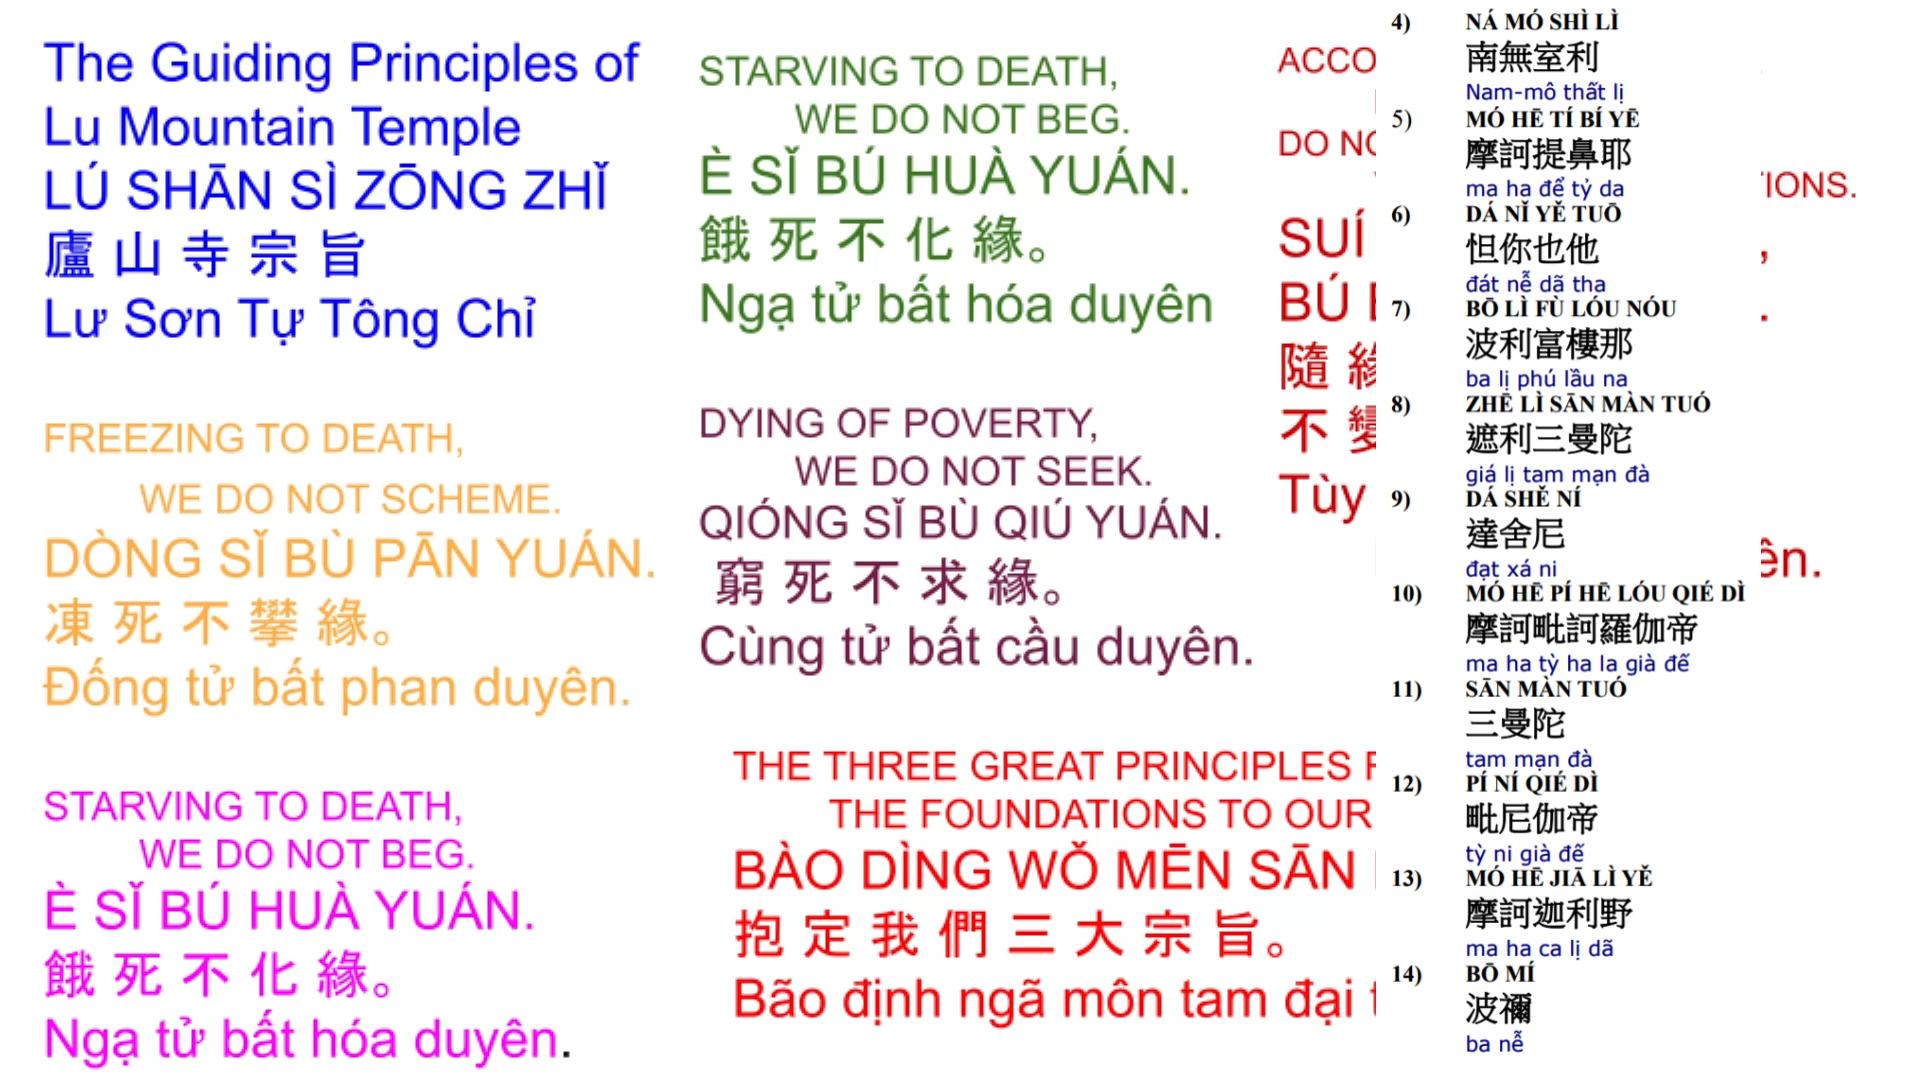 The Guiding Principles of
Lu Mountain Temple
LÚ SHĀN SÌ ZŌNG ZHǏ
廬 山 寺 宗 旨
Lư Sơn Tự Tông Chỉ
FREEZING TO DEATH,
WE DO NOT SCHEME.
DÒNG SǏ BÙ PĀN YUÁN.
凍 死 不 攀 緣。
Đống tử bất phan duyên.
STARVING TO DEATH,
WE DO NOT BEG.
È SǏ BÚ HUÀ YUÁN.
餓 死 不 化 緣。
Ngạ tử bất hóa duyên.
STARVING TO DEATH,
WE DO NOT BEG.
È SǏ BÚ HUÀ YUÁN.
餓 死 不 化 緣。
Ngạ tử bất hóa duyên
DYING OF POVERTY,
WE DO NOT SEEK.
QIÓNG SǏ BÙ QIÚ YUÁN.
窮 死 不 求 緣。
Cùng tử bất cầu duyên.
THE THREE GREAT PRINCIPLES
THE FOUNDATIONS TO OUR
BÀO DÌNG WǑ MĒN SĀN
抱 定 我 們 三 大 宗 旨。
Bão định ngã môn tam đại
ACCO
DO NO
TIONS.
SUÍ
BÚ
隨 緣
不 變
Tùy
ên.
4) NÁ MÓ SHÌ LÌ
南無室利
Nam-mô thất lị
5) MÓ HĒ TÍ BÍ YĒ
摩訶提鼻耶
ma ha để tỷ da
6) DÁ NǏ YĚ TUŌ
怛你也他
đát nễ dã tha
7) BŌ LÌ FÙ LÓU NÓU
波利富樓那
ba lị phú lầu na
8) ZHĒ LÌ SĀN MÀN TUÓ
遮利三曼陀
giá lị tam mạn đà
9) DÁ SHĚ NÍ
達舍尼
đạt xá ni
10) MÓ HĒ PÍ HĒ LÓU QIÉ DÌ
摩訶毗訶羅伽帝
ma ha tỳ ha la già đế
11) SĀN MÀN TUÓ
三曼陀
tam mạn đà
12) PÍ NÍ QIÉ DÌ
毗尼伽帝
tỳ ni già đế
13) MÓ HĒ JIĀ LÌ YĚ
摩訶迦利野
ma ha ca lị dã
14) BŌ MÍ
波禰
ba nễ